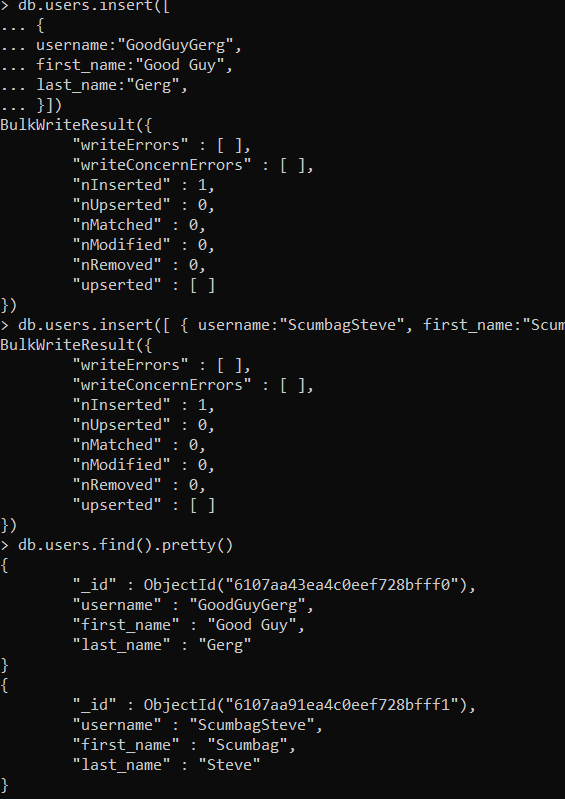 > db.users.insert([
... {
... username:"GoodGuyGerg",
... first_name:"Good Guy",
... last_name:"Gerg",
... }])
BulkWriteResult({
        "writeErrors" : [ ],
        "writeConcernErrors" : [ ],
        "nInserted" : 1,
        "nUpserted" : 0,
        "nMatched" : 0,
        "nModified" : 0,
        "nRemoved" : 0,
        "upserted" : [ ]
})
> db.users.insert([ { username:"ScumbagSteve", first_name:"Scum
BulkWriteResult({
        "writeErrors" : [ ],
        "writeConcernErrors" : [ ],
        "nInserted" : 1,
        "nUpserted" : 0,
        "nMatched" : 0,
        "nModified" : 0,
        "nRemoved" : 0,
        "upserted" : [ ]
})
> db.users.find().pretty()
{
        "_id" : ObjectId("6107aa43ea4c0eef728bfff0"),
        "username" : "GoodGuyGerg",
        "first_name" : "Good Guy",
        "last_name" : "Gerg"
}
{
        "_id" : ObjectId("6107aa91ea4c0eef728bfff1"),
        "username" : "ScumbagSteve",
        "first_name" : "Scumbag",
        "last_name" : "Steve"
}